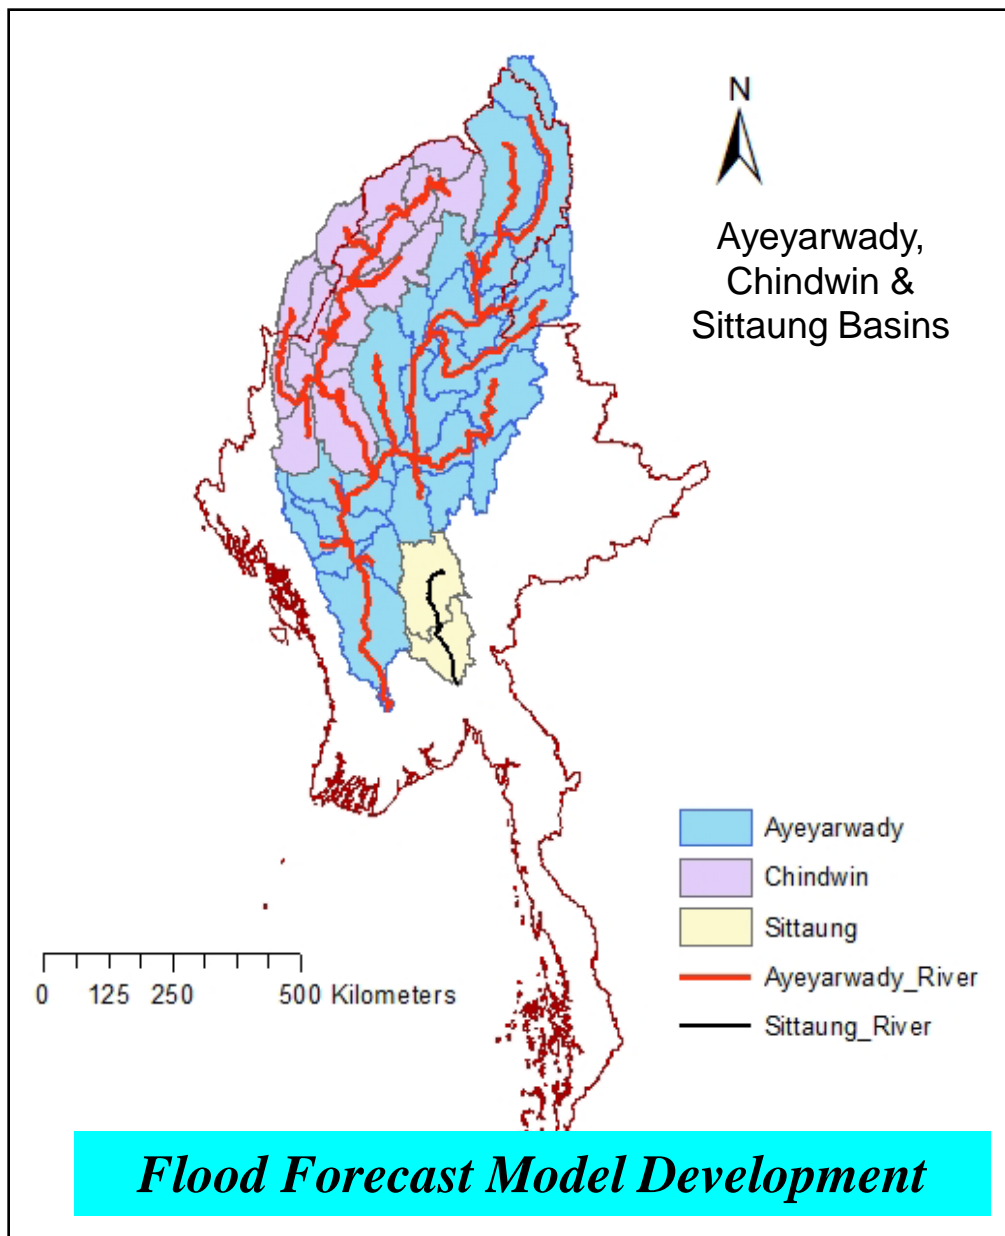 N
Ayeyarwady,
Chindwin &
Sittaung Basins
Ayeyarwady
Chindwin
Sittaung
Ayeyarwady_River
Sittaung_River
0 125 250 500 Kilometers
Flood Forecast Model Development